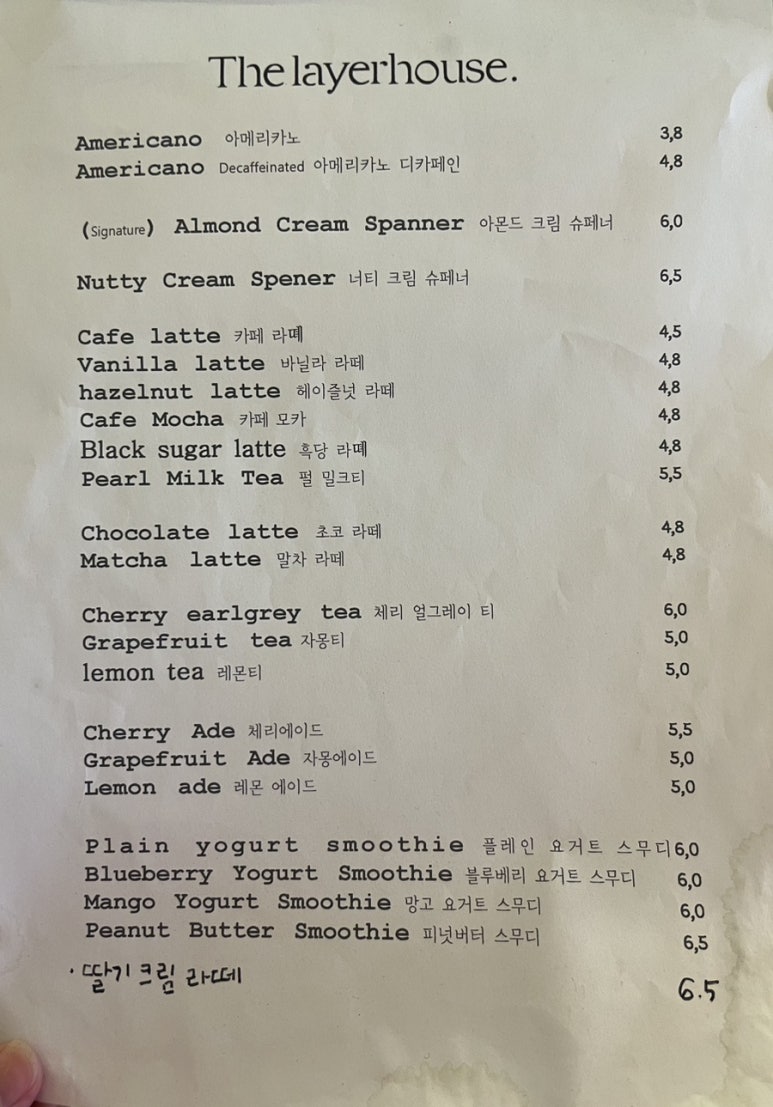 The layerhouse.
Americano 아메리카노 3,8
Americano Decaffeinated 아메리카노 디카페인 4,8
(Signature) Almond Cream Spanner 아몬드 크림 슈페너 6,0
Nutty Cream Spener 너티 크림 슈페너 6,5
Cafe latte 카페 라떼 4,5
Vanilla latte 바닐라 라떼 4,8
hazelnut latte 헤이즐넛 라떼 4,8
Cafe Mocha 카페 모카 4,8
Black sugar latte 흑당 라떼 4,8
Pearl Milk Tea 펄 밀크티 5,5
Chocolate latte 초코 라떼 4,8
Matcha latte 말차 라떼 4,8
Cherry earlgrey tea 체리 얼그레이 티 6,0
Grapefruit tea 자몽티 5,0
lemon tea 레몬티 5,0
Cherry Ade 체리에이드 5,5
Grapefruit Ade 자몽에이드 5,0
Lemon ade 레몬 에이드 5,0
Plain yogurt smoothie 플레인 요거트 스무디 6,0
Blueberry Yogurt Smoothie 블루베리 요거트 스무디 6,0
Mango Yogurt Smoothie 망고 요거트 스무디 6,0
Peanut Butter Smoothie 피넛버터 스무디 6,5
· 딸기 크림 라떼 6.5